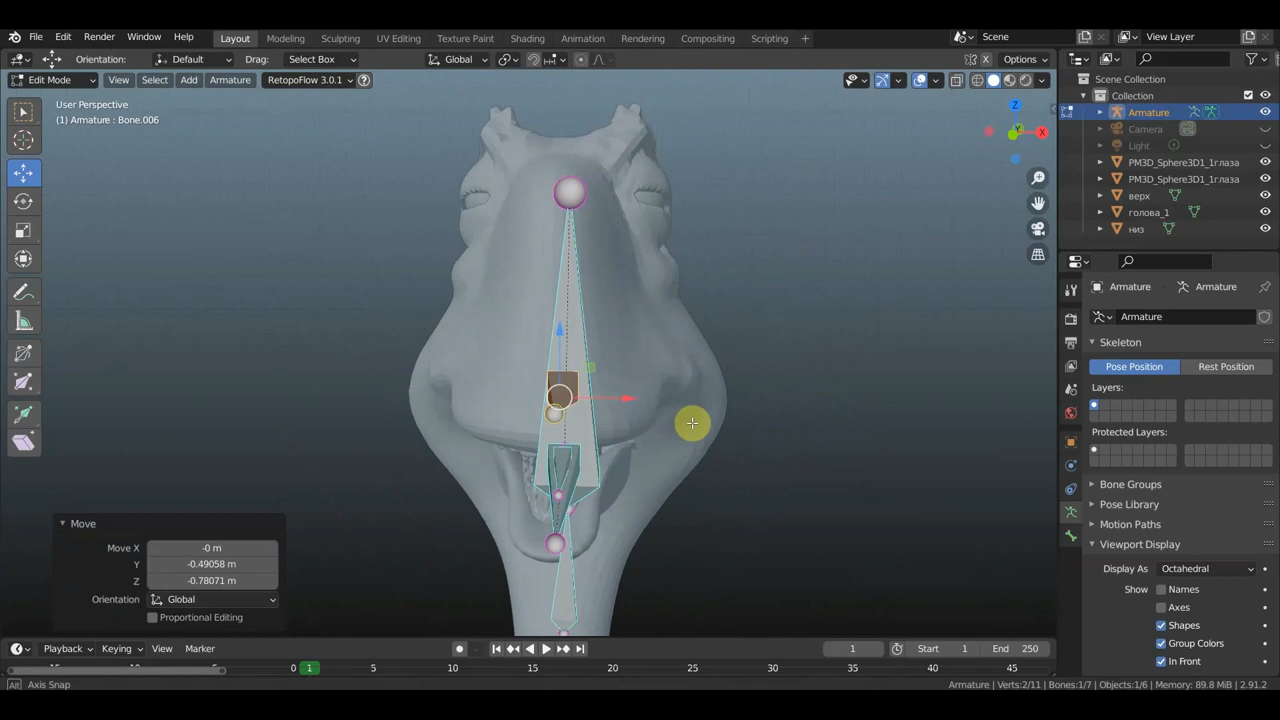 File Edit Render Window Help Layout Modeling Sculpting UV Editing Texture Paint Shading Animation Rendering Compositing Scripting + Scene View Layer
Orientation: Default Drag: Select Box Global X Options
Edit Mode View Select Add Armature RetopoFlow 3.0.1 ?
User Perspective
(1) Armature : Bone.006
Z
Y
X
Scene Collection
Collection
Armature
Camera
Light
PM3D_Sphere3D1_1глаза
PM3D_Sphere3D1_1глаза
верх
голова_1
низ
Armature Armature
Armature
Skeleton
Pose Position Rest Position
Layers:
Protected Layers:
Bone Groups
Pose Library
Motion Paths
Viewport Display
Display As Octahedral
Show Names
Axes
Shapes
Group Colors
In Front
Move
Move X -0 m
Y -0.49058 m
Z -0.78071 m
Orientation Global
Proportional Editing
Playback Keying View Marker 1 Start 1 End 250
0 1 5 10 15 20 25 30 35 40 45
Alt Axis Snap Armature | Verts:2/11 | Bones:1/7 | Objects:1/6 | Memory: 89.8 MiB | 2.91.2